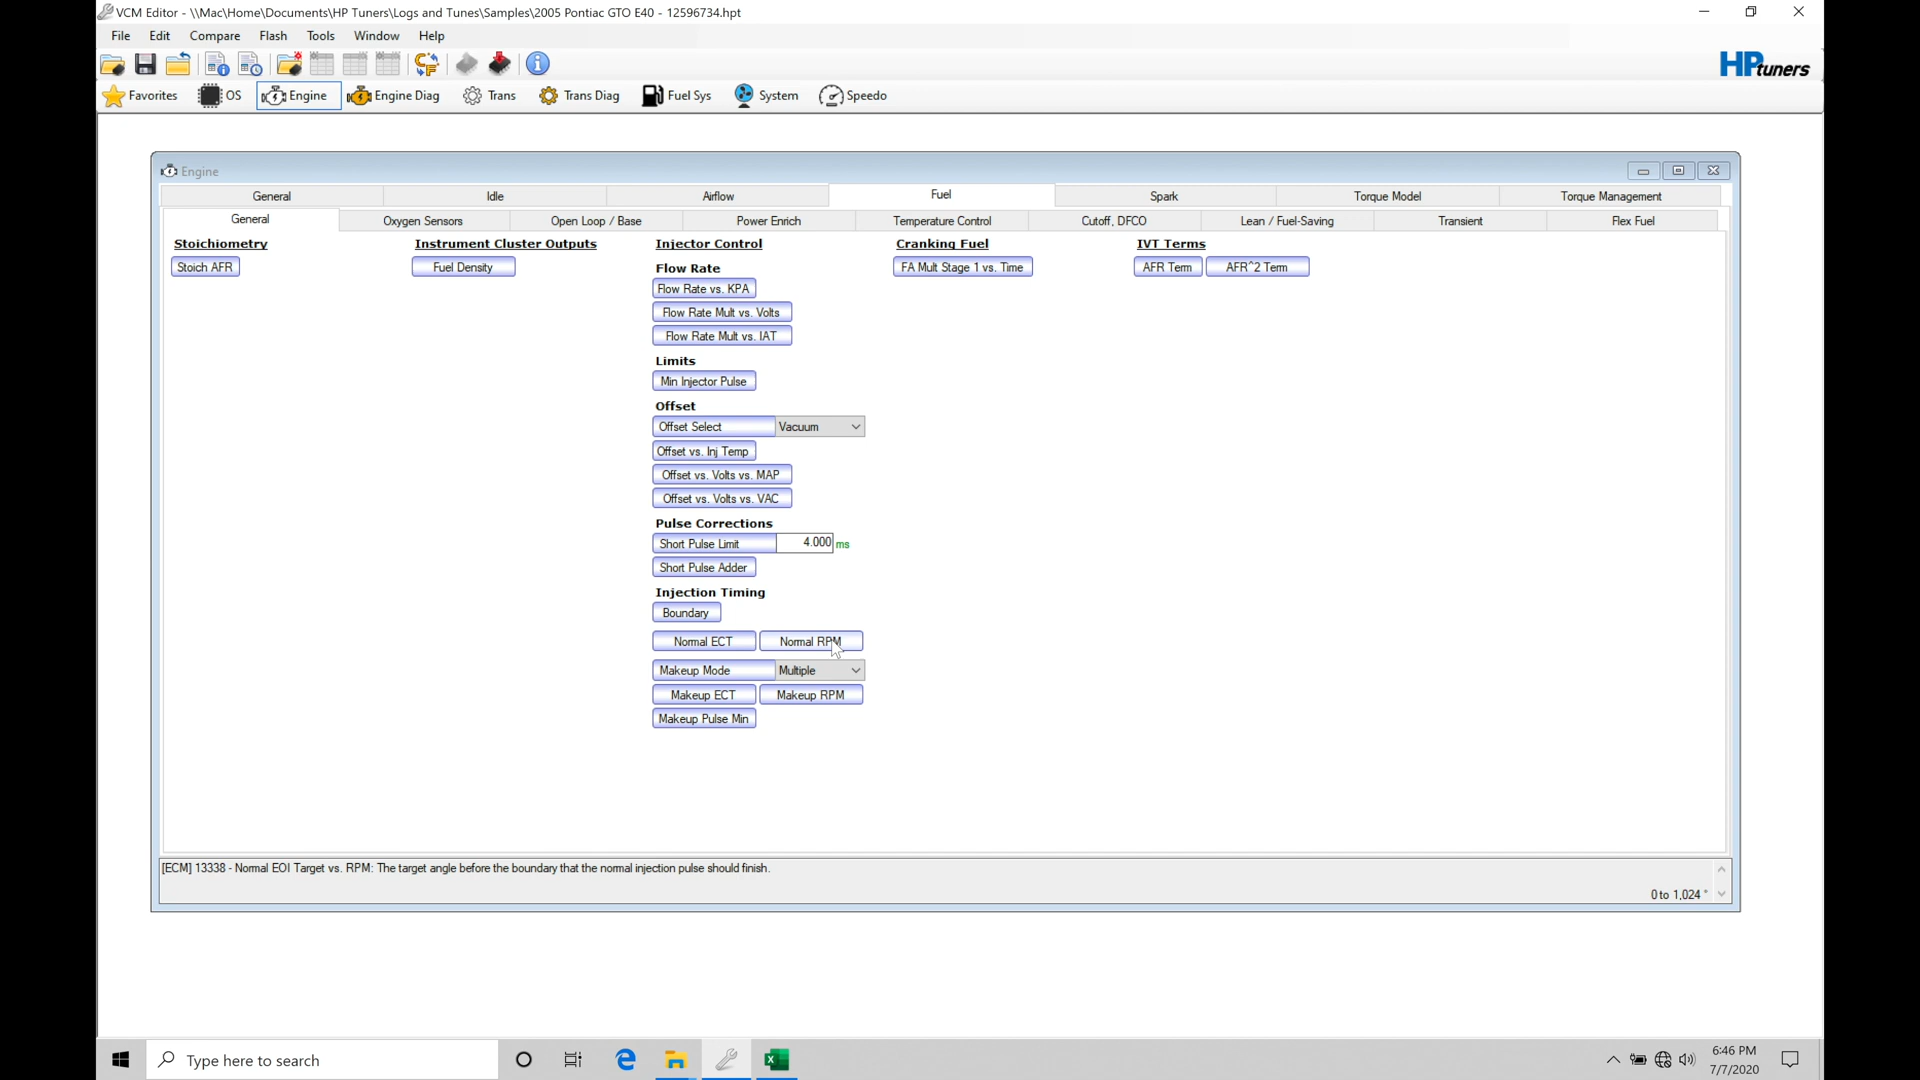 VCM Editor - \\Mac\Home\Documents\HP Tuners\Logs and Tunes\Samples\2005 Pontiac GTO E40 - 12596734.hpt
File Edit Compare Flash Tools Window Help
HPtuners
Favorites OS Engine Engine Diag Trans Trans Diag Fuel Sys System Speedo
Engine
General Idle Airflow Fuel Spark Torque Model Torque Management
General Oxygen Sensors Open Loop / Base Power Enrich Temperature Control Cutoff, DFCO Lean / Fuel-Saving Transient Flex Fuel
Stoichiometry Instrument Cluster Outputs Injector Control Cranking Fuel IVT Terms
Stoich AFR Fuel Density Flow Rate FA Mult Stage 1 vs. Time AFR Term AFR^2 Term
Flow Rate vs. KPA
Flow Rate Mult vs. Volts
Flow Rate Mult vs. IAT
Limits
Min Injector Pulse
Offset
Offset Select Vacuum
Offset vs. Inj Temp
Offset vs. Volts vs. MAP
Offset vs. Volts vs. VAC
Pulse Corrections
Short Pulse Limit 4.000 ms
Short Pulse Adder
Injection Timing
Boundary
Normal ECT Normal RPM
Makeup Mode Multiple
Makeup ECT Makeup RPM
Makeup Pulse Min
[ECM] 13338 - Normal EOI Target vs. RPM: The target angle before the boundary that the normal injection pulse should finish.
0 to 1,024 °
Type here to search
6:46 PM
7/7/2020